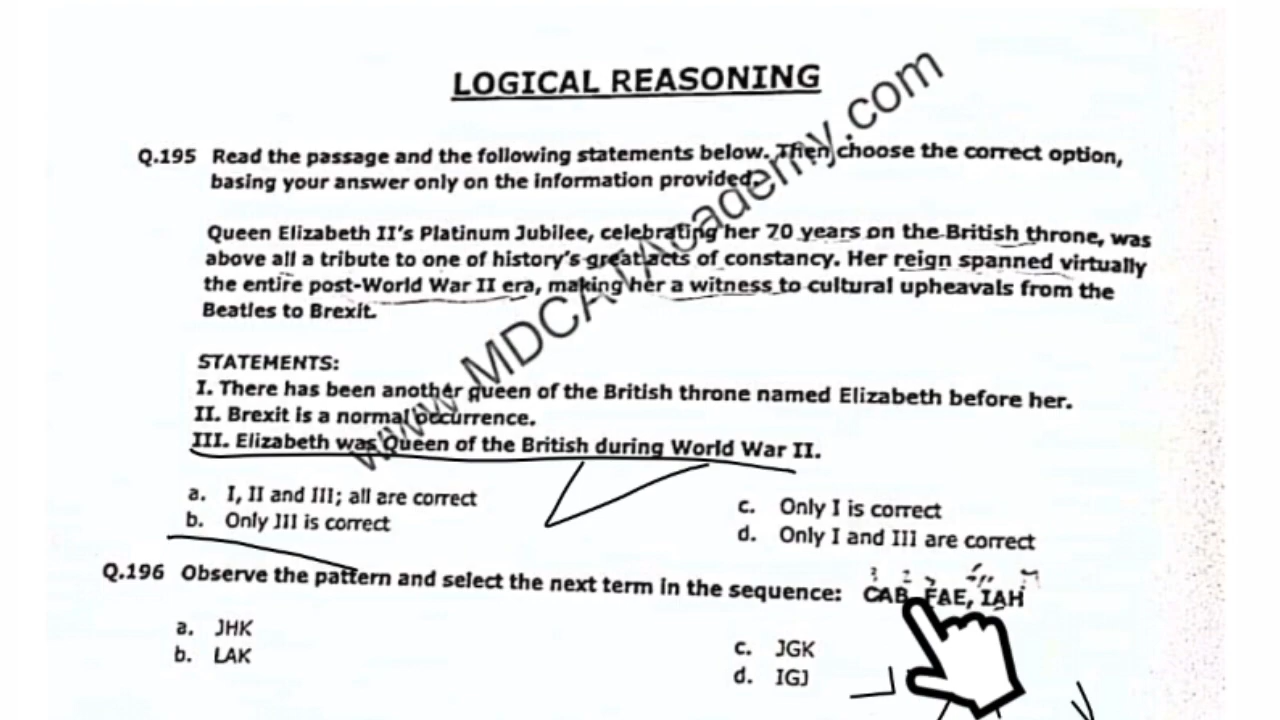 LOGICAL REASONING
www.MDCATAcademy.com
Q.195 Read the passage and the following statements below. Then choose the correct option,
basing your answer only on the information provided.
Queen Elizabeth II's Platinum Jubilee, celebrating her 70 years on the British throne, was
above all a tribute to one of history's great acts of constancy. Her reign spanned virtually
the entire post-World War II era, making her a witness to cultural upheavals from the
Beatles to Brexit.
STATEMENTS:
I. There has been another queen of the British throne named Elizabeth before her.
II. Brexit is a normal occurrence.
III. Elizabeth was Queen of the British during World War II.
a. I, II and III; all are correct
b. Only III is correct
c. Only I is correct
d. Only I and III are correct
Q.196 Observe the pattern and select the next term in the sequence: CAB, FAE, IAH
a. JHK
b. LAK
c. JGK
d. IGJ